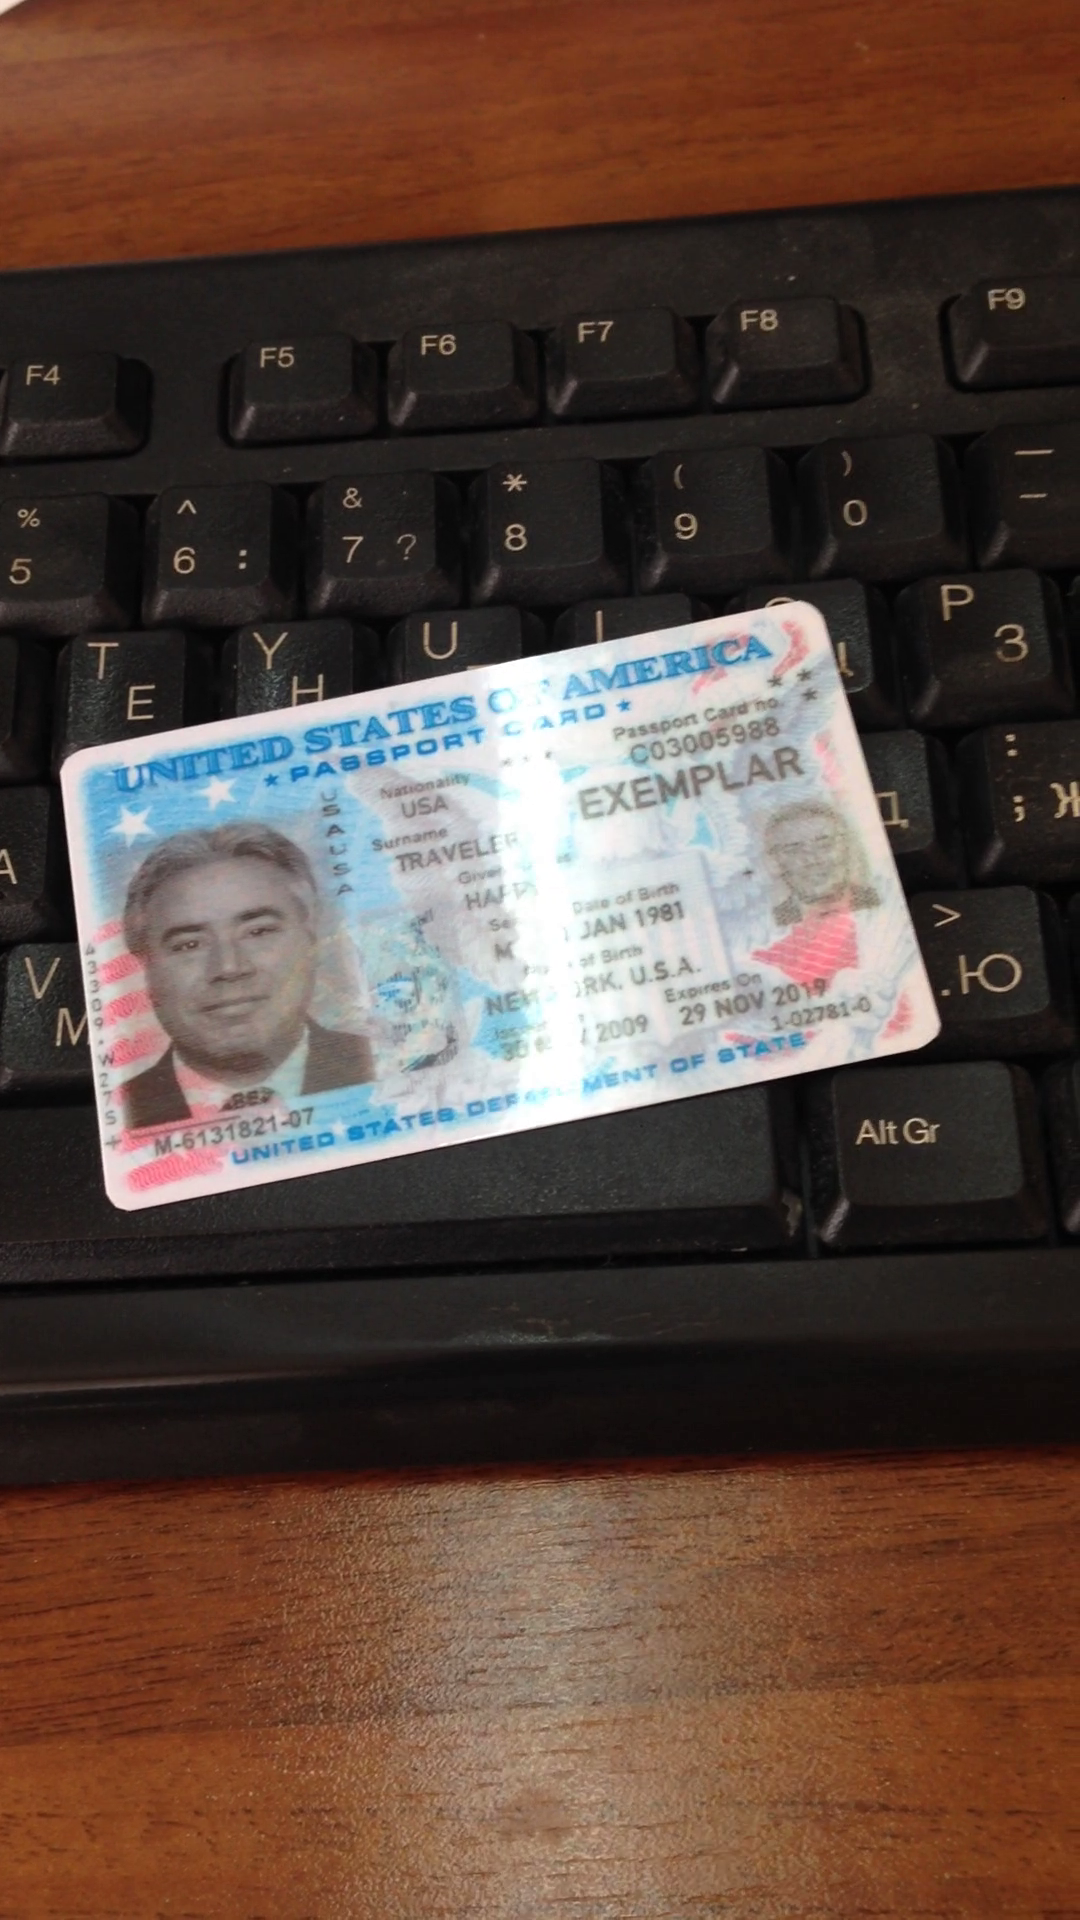 F4 F5 F6 F7 F8 F9
% ^ & * ( ) —
5 6 : 7 ? 8 9 0 -
T Y U P
E H З
UNITED STATES OF AMERICA
★ PASSPORT CARD ★
Passport Card no.
C03005988
EXEMPLAR
USAUSA
Nationality
USA
Surname
TRAVELER
Date of Birth
JAN 1981
of Birth
U.S.A.
Expires On
2009 29 NOV 2019
1-02781-0
M-6131821-07
UNITED STATES OF STATE
A
: ; Ж
Д
V
M
>
. Ю
Alt Gr